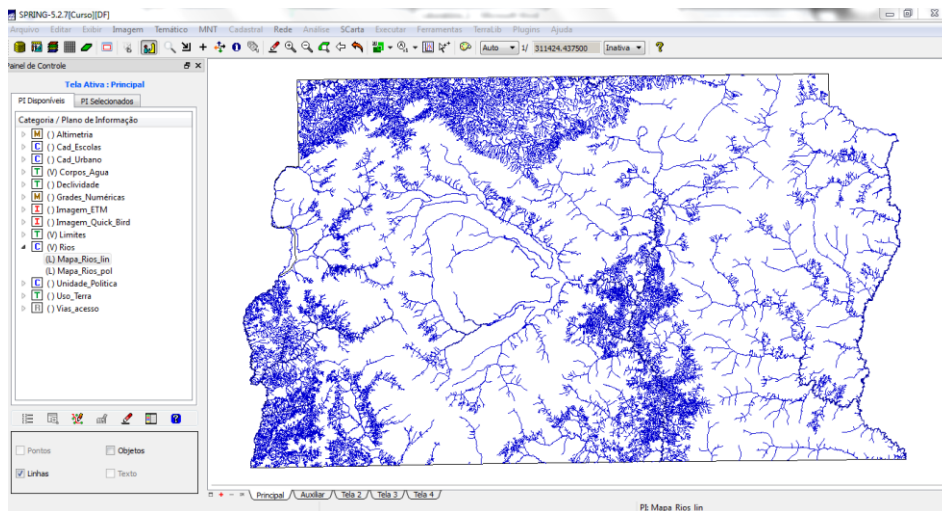 SPRING-5.2.7[Curso][DF]
Arquivo Editar Exibir Imagem Temático MNT Cadastral Rede Análise SCarta Executar Ferramentas TerraLib Plugins Ajuda
Auto 1/ 311424.437500 Inativa
Painel de Controle
Tela Ativa : Principal
PI Disponíveis PI Selecionados
Categoria / Plano de Informação
M () Altimetria
C () Cad_Escolas
C () Cad_Urbano
T (V) Corpos_Agua
T () Declividade
M () Grades_Numéricas
I () Imagem_ETM
I () Imagem_Quick_Bird
T (V) Limites
C (V) Rios
(L) Mapa_Rios_lin
(L) Mapa_Rios_pol
C () Unidade_Politica
T () Uso_Terra
R () Vias_acesso
Pontos Objetos
Linhas Texto
Principal Auxiliar Tela 2 Tela 3 Tela 4
PI: Mapa_Rios_lin